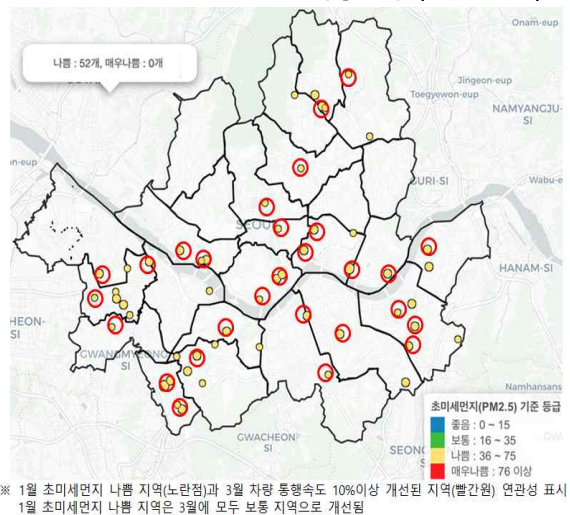 Onam-eup
나쁨 : 52개, 매우나쁨 : 0개
Jingeon-eup
Toegyewon-eup
NAMYANGJU-
SI
on-eup
GURI-SI
Wabu-e
SEOU
HANAM-SI
HEON-
SI
GWANGMYEONG
SI
Namhansans
GWACHEON
SI
SEONG
초미세먼지(PM2.5) 기준 등급
좋음 : 0 ~ 15
보통 : 16 ~ 35
나쁨 : 36 ~ 75
매우나쁨 : 76 이상
※ 1월 초미세먼지 나쁨 지역(노란점)과 3월 차량 통행속도 10%이상 개선된 지역(빨간원) 연관성 표시
1월 초미세먼지 나쁨 지역은 3월에 모두 보통 지역으로 개선됨